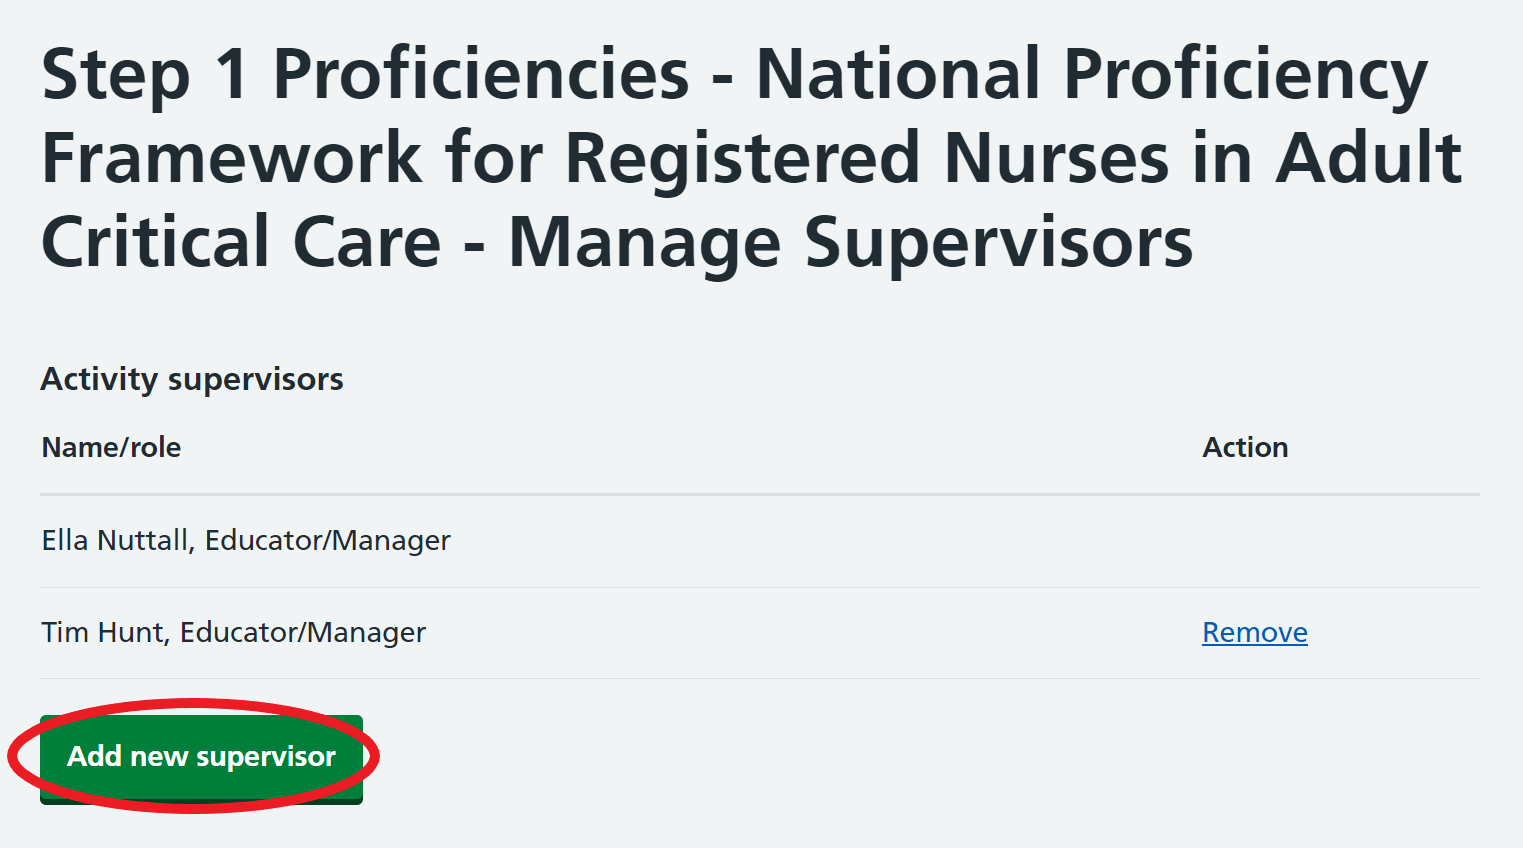 Step 1 Proficiencies - National Proficiency
Framework for Registered Nurses in Adult
Critical Care - Manage Supervisors
Activity supervisors
Name/role Action
Ella Nuttall, Educator/Manager
Tim Hunt, Educator/Manager Remove
Add new supervisor